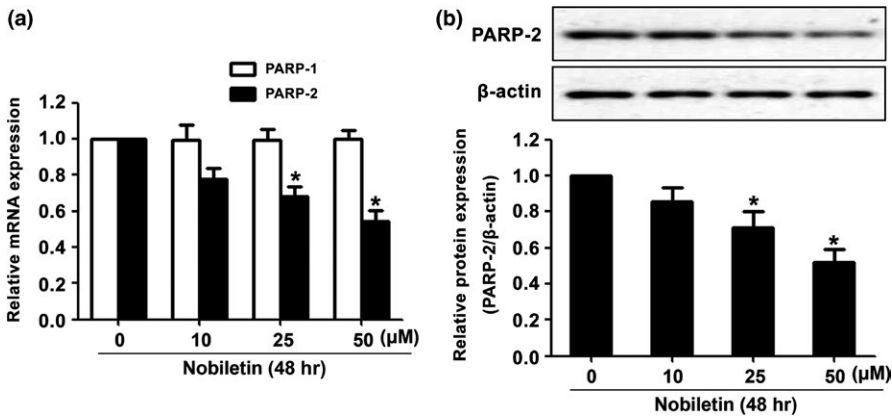 (a)
PARP-1
PARP-2
Relative mRNA expression
1.4
1.2
1.0
0.8
0.6
0.4
0.2
0.0
*
*
0 10 25 50 (μM)
Nobiletin (48 hr)
(b)
PARP-2
β-actin
Relative protein expression
(PARP-2/β-actin)
1.2
1.0
0.8
0.6
0.4
0.2
0.0
*
*
0 10 25 50 (μM)
Nobiletin (48 hr)